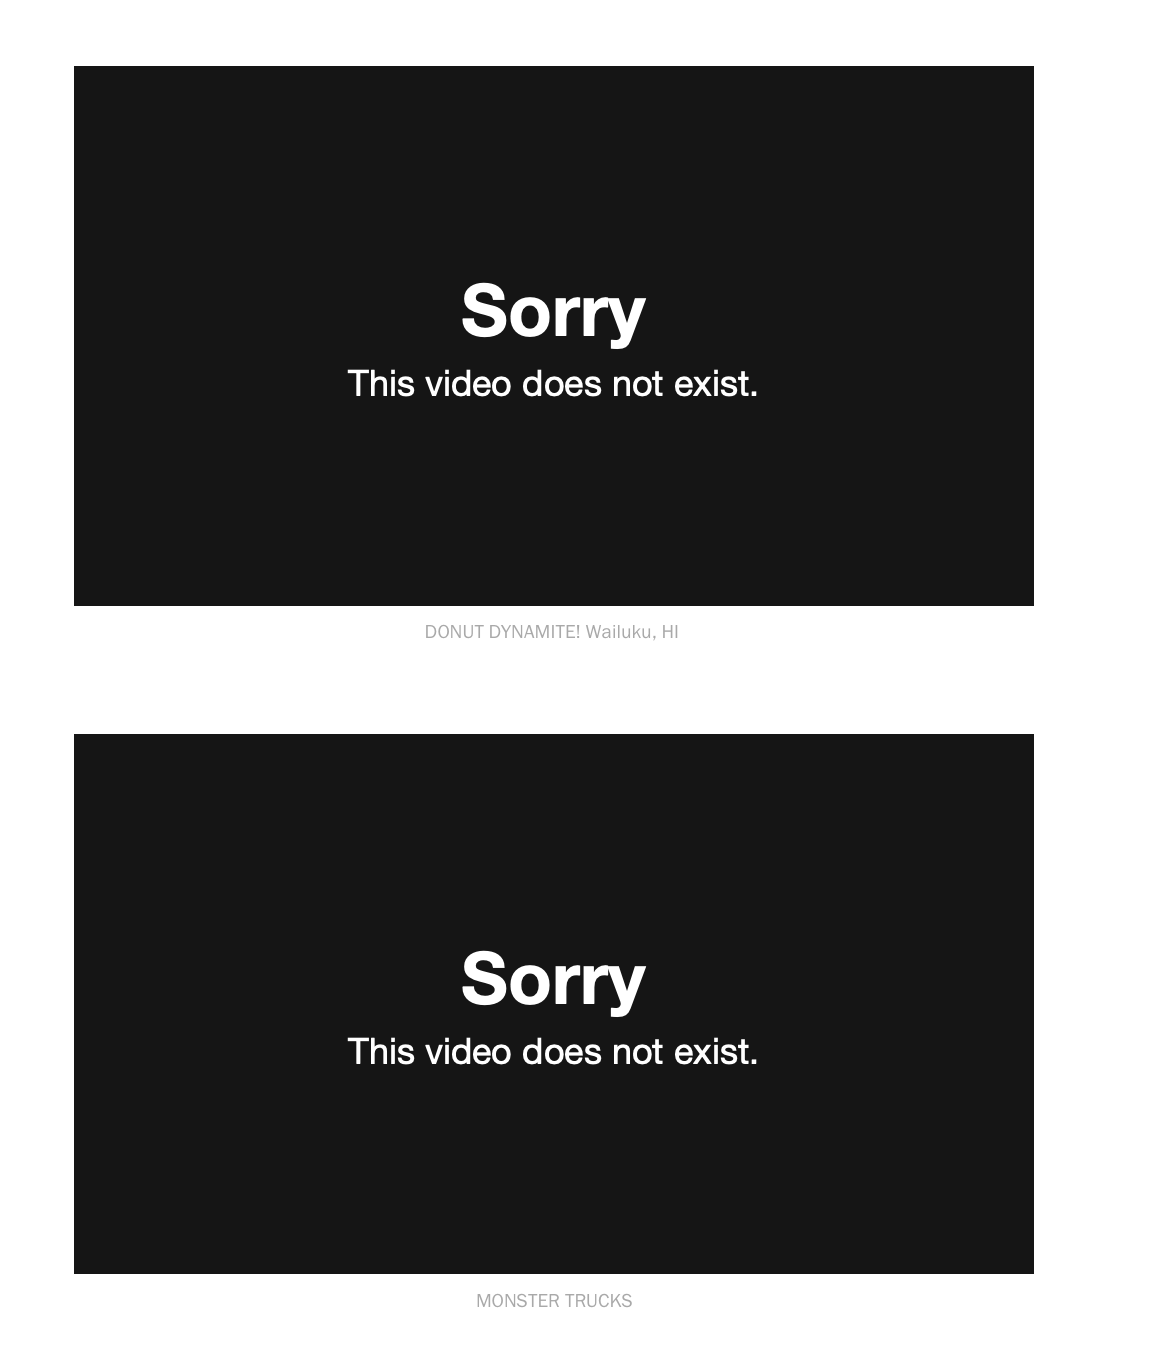 Sorry
This video does not exist.
DONUT DYNAMITE! Wailuku, HI
Sorry
This video does not exist.
MONSTER TRUCKS